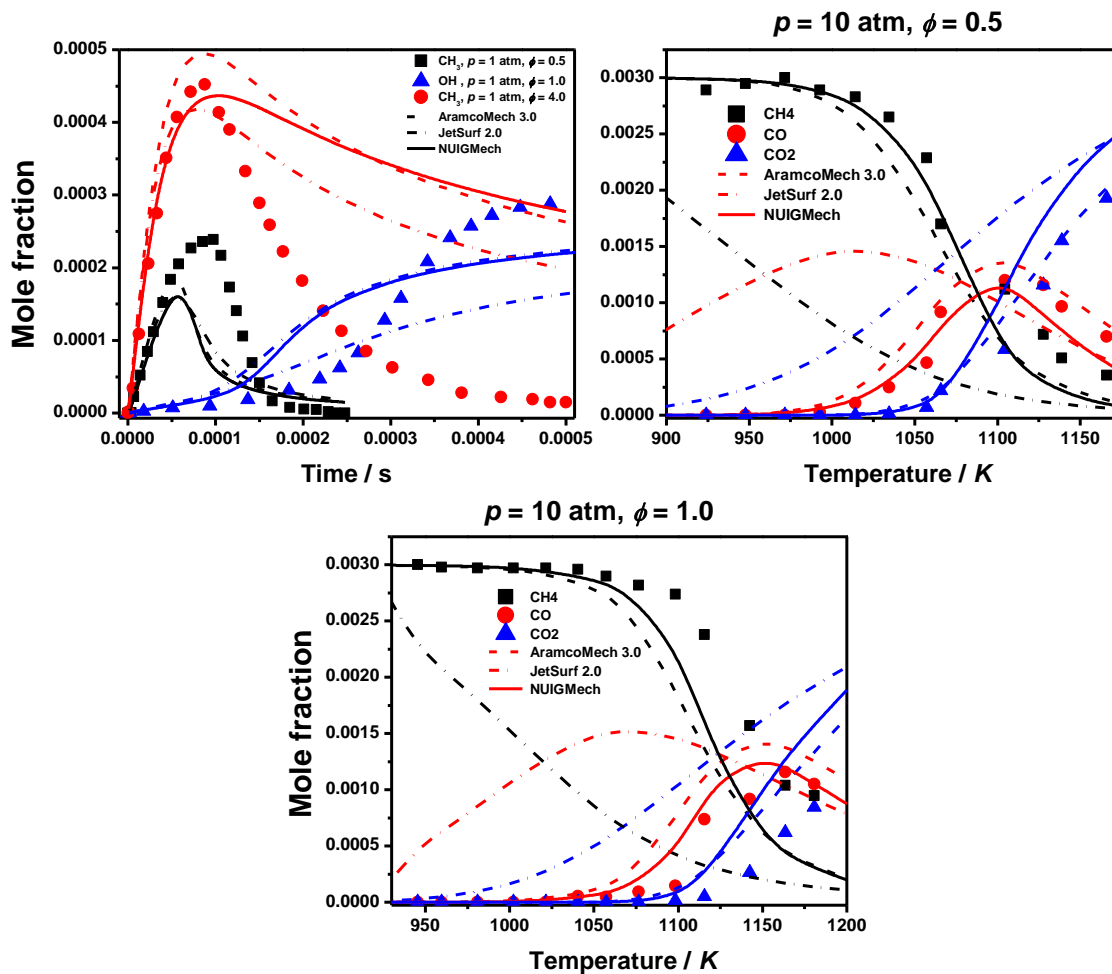 p = 10 atm, ϕ = 0.5
0.0005
0.0004
0.0003
0.0002
0.0001
0.0000
Mole fraction
CH3, p = 1 atm, ϕ = 0.5
OH, p = 1 atm, ϕ = 1.0
CH3, p = 1 atm, ϕ = 4.0
AramcoMech 3.0
JetSurf 2.0
NUIGMech
0.0000 0.0001 0.0002 0.0003 0.0004 0.0005
Time / s
0.0030
0.0025
0.0020
0.0015
0.0010
0.0005
0.0000
CH4
CO
CO2
AramcoMech 3.0
JetSurf 2.0
NUIGMech
900 950 1000 1050 1100 1150
Temperature / K
p = 10 atm, ϕ = 1.0
0.0030
0.0025
0.0020
0.0015
0.0010
0.0005
0.0000
Mole fraction
CH4
CO
CO2
AramcoMech 3.0
JetSurf 2.0
NUIGMech
950 1000 1050 1100 1150 1200
Temperature / K